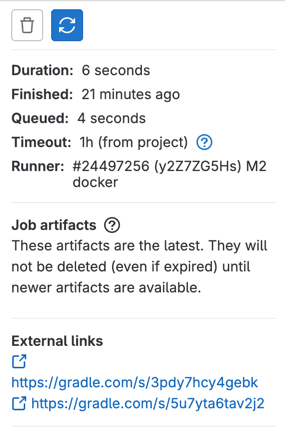 Duration: 6 seconds
Finished: 21 minutes ago
Queued: 4 seconds
Timeout: 1h (from project) ?
Runner: #24497256 (y2Z7ZG5Hs) M2
docker
Job artifacts ?
These artifacts are the latest. They will
not be deleted (even if expired) until
newer artifacts are available.
External links
https://gradle.com/s/3pdy7hcy4gebk
https://gradle.com/s/5u7yta6tav2j2